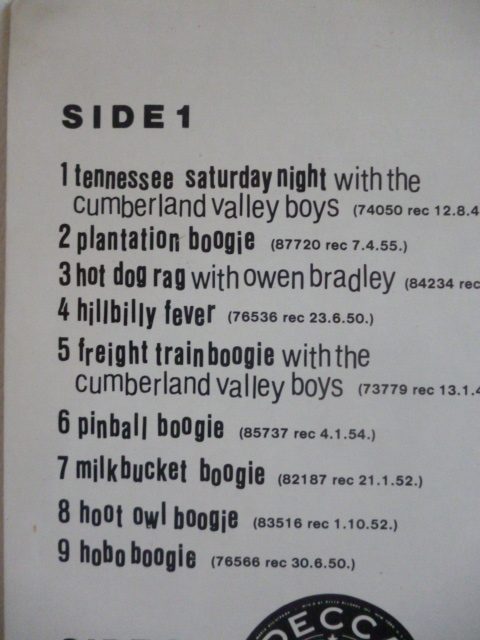 SIDE 1
1 tennessee saturday night with the
cumberland valley boys (74050 rec 12.8.4
2 plantation boogie (87720 rec 7.4.55.)
3 hot dog rag with owen bradley (84234 rec
4 hillbilly fever (76536 rec 23.6.50.)
5 freight train boogie with the
cumberland valley boys (73779 rec 13.1.4
6 pinball boogie (85737 rec 4.1.54.)
7 milkbucket boogie (82187 rec 21.1.52.)
8 hoot owl boogie (83516 rec 1.10.52.)
9 hobo boogie (76566 rec 30.6.50.)
DECCA